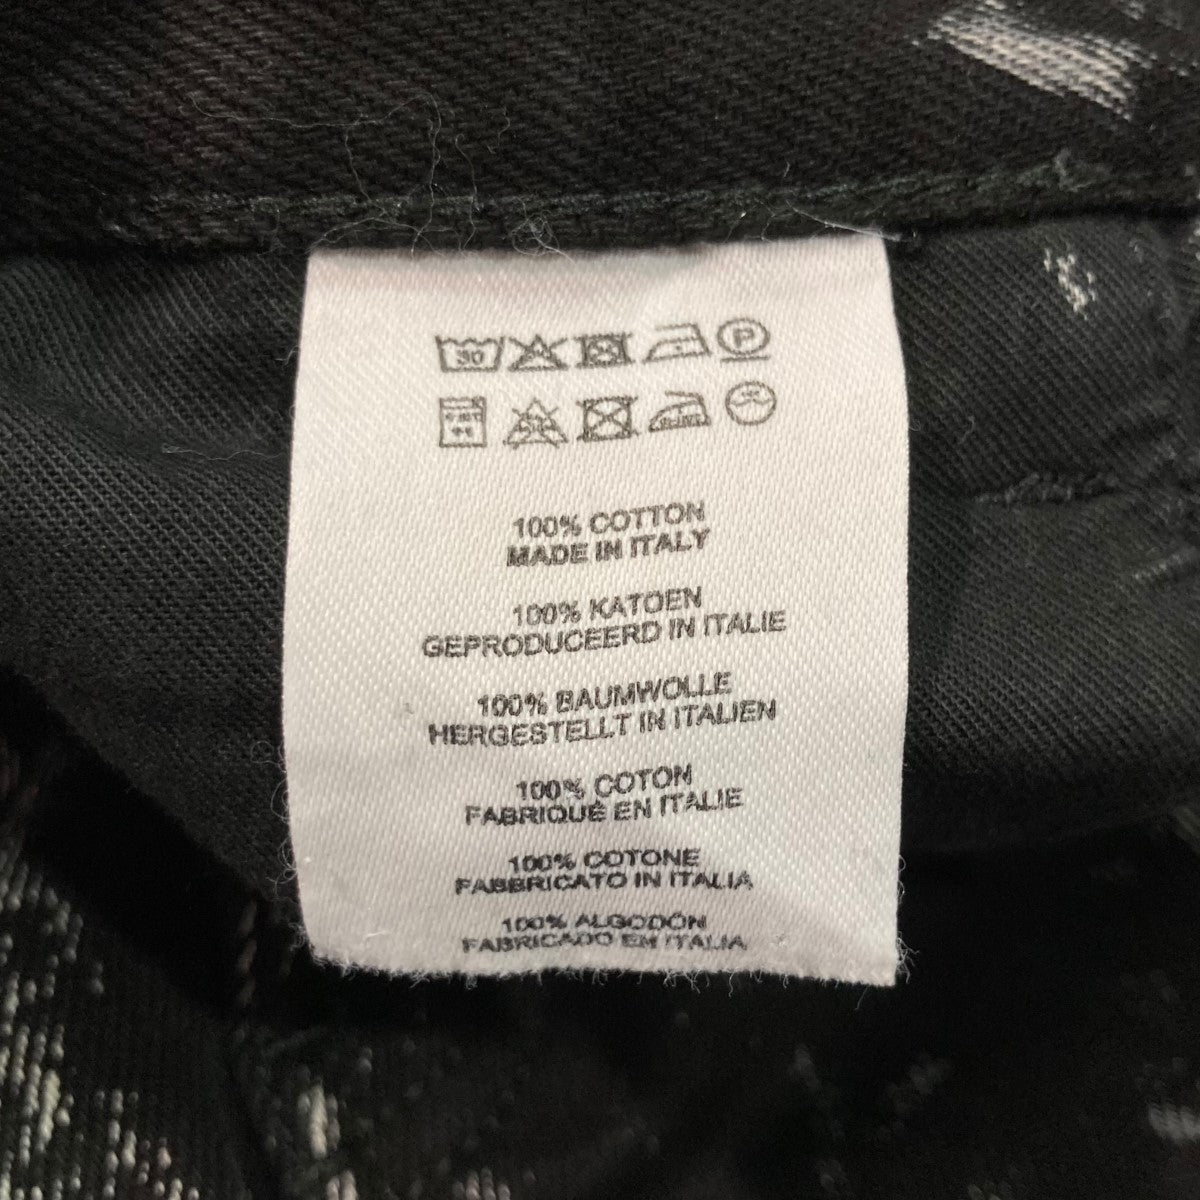 30
P
100% COTTON
MADE IN ITALY
100% KATOEN
GEPRODUCEERD IN ITALIE
100% BAUMWOLLE
HERGESTELLT IN ITALIEN
100% COTON
FABRIQUÉ EN ITALIE
100% COTONE
FABBRICATO IN ITALIA
100% ALGODÓN
FABRICADO EM ITALIA